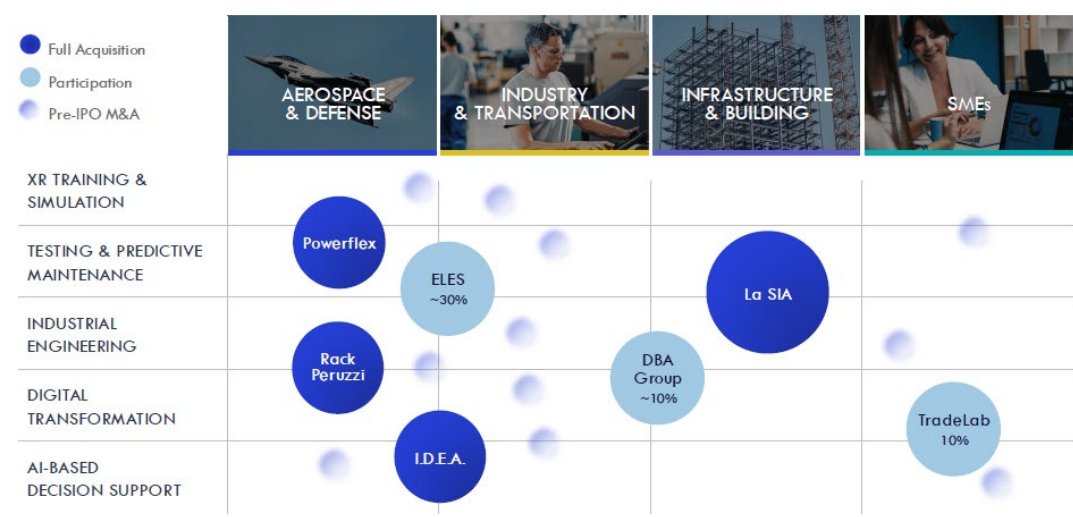 Full Acquisition
Participation
Pre-IPO M&A
AEROSPACE
& DEFENSE
INDUSTRY
& TRANSPORTATION
INFRASTRUCTURE
& BUILDING
SMEs
XR TRAINING &
SIMULATION
TESTING & PREDICTIVE
MAINTENANCE
INDUSTRIAL
ENGINEERING
DIGITAL
TRANSFORMATION
AI-BASED
DECISION SUPPORT
Powerflex
ELES
~30%
La SIA
Rack
Peruzzi
DBA
Group
~10%
TradeLab
10%
I.D.E.A.